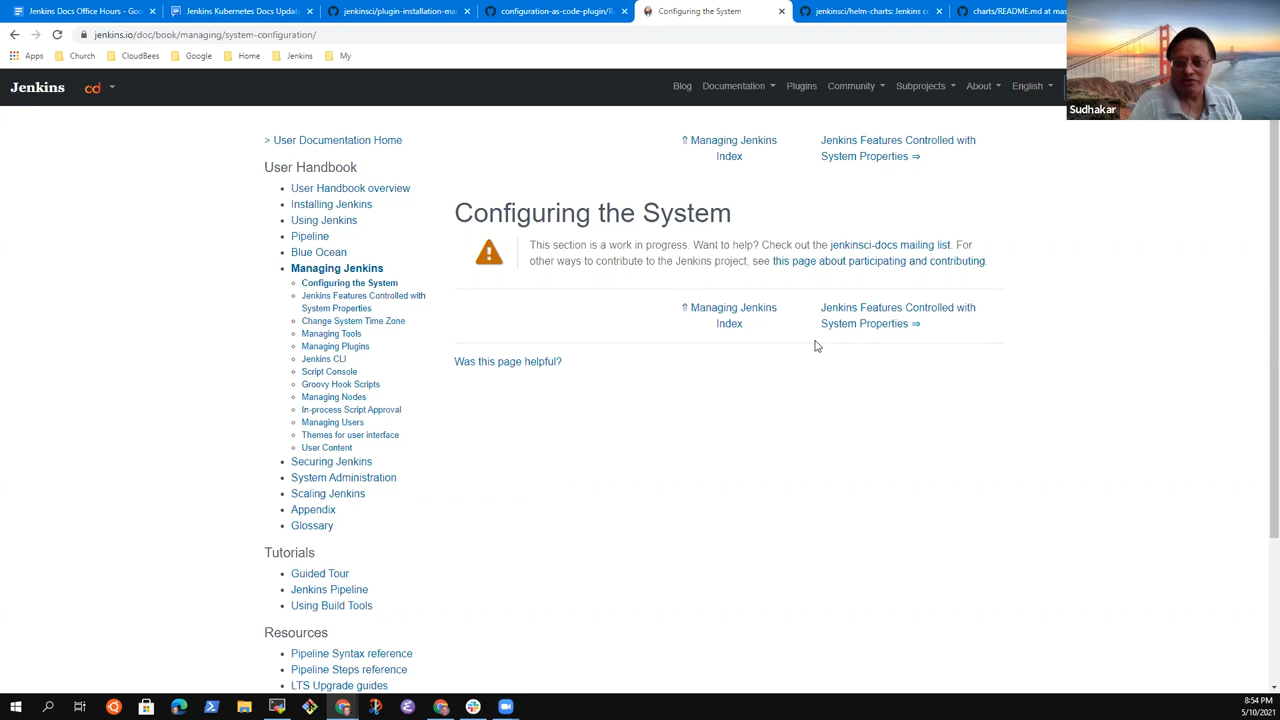 Jenkins Docs Office Hours - Goo
Jenkins Kubernetes Docs Update
jenkinsci/plugin-installation-ma
configuration-as-code-plugin/R
Configuring the System
jenkinsci/helm-charts: Jenkins c
charts/README.md at mas
jenkins.io/doc/book/managing/system-configuration/
Apps
Church
CloudBees
Google
Home
Jenkins
My
Jenkins
cd
Blog
Documentation
Plugins
Community
Subprojects
About
English
Sudhakar
> User Documentation Home
User Handbook
User Handbook overview
Installing Jenkins
Using Jenkins
Pipeline
Blue Ocean
Managing Jenkins
Configuring the System
Jenkins Features Controlled with
System Properties
Change System Time Zone
Managing Tools
Managing Plugins
Jenkins CLI
Script Console
Groovy Hook Scripts
Managing Nodes
In-process Script Approval
Managing Users
Themes for user interface
User Content
Securing Jenkins
System Administration
Scaling Jenkins
Appendix
Glossary
Tutorials
Guided Tour
Jenkins Pipeline
Using Build Tools
Resources
Pipeline Syntax reference
Pipeline Steps reference
LTS Upgrade guides
⇑ Managing Jenkins
Index
Jenkins Features Controlled with
System Properties ⇒
Configuring the System
This section is a work in progress. Want to help? Check out the jenkinsci-docs mailing list. For
other ways to contribute to the Jenkins project, see this page about participating and contributing.
⇑ Managing Jenkins
Index
Jenkins Features Controlled with
System Properties ⇒
Was this page helpful?
8:54 PM
5/10/2021